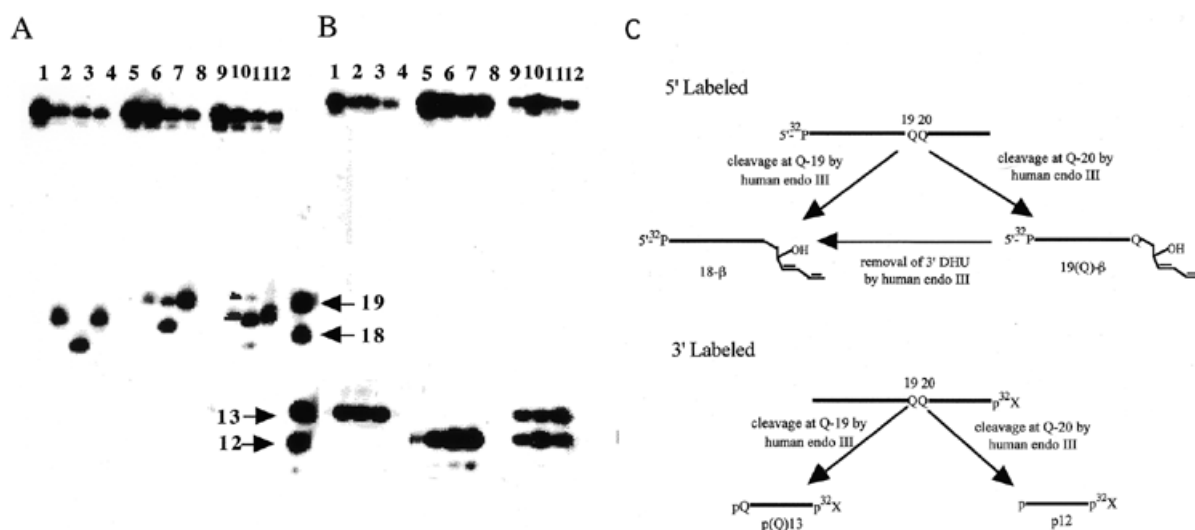 A
1 2 3 4 5 6 7 8 9 10 11 12
19
18
13
12
B
1 2 3 4 5 6 7 8 9 10 11 12
C
5' Labeled
19 20
5'-³²P QQ
cleavage at Q-19 by
human endo III
cleavage at Q-20 by
human endo III
5'-³²P OH
18-β
removal of 3' DHU
by human endo III
5'-³²P Q OH
19(Q)-β
3' Labeled
19 20
QQ p³²X
cleavage at Q-19 by
human endo III
cleavage at Q-20 by
human endo III
pQ p³²X
p(Q)13
p p³²X
p12